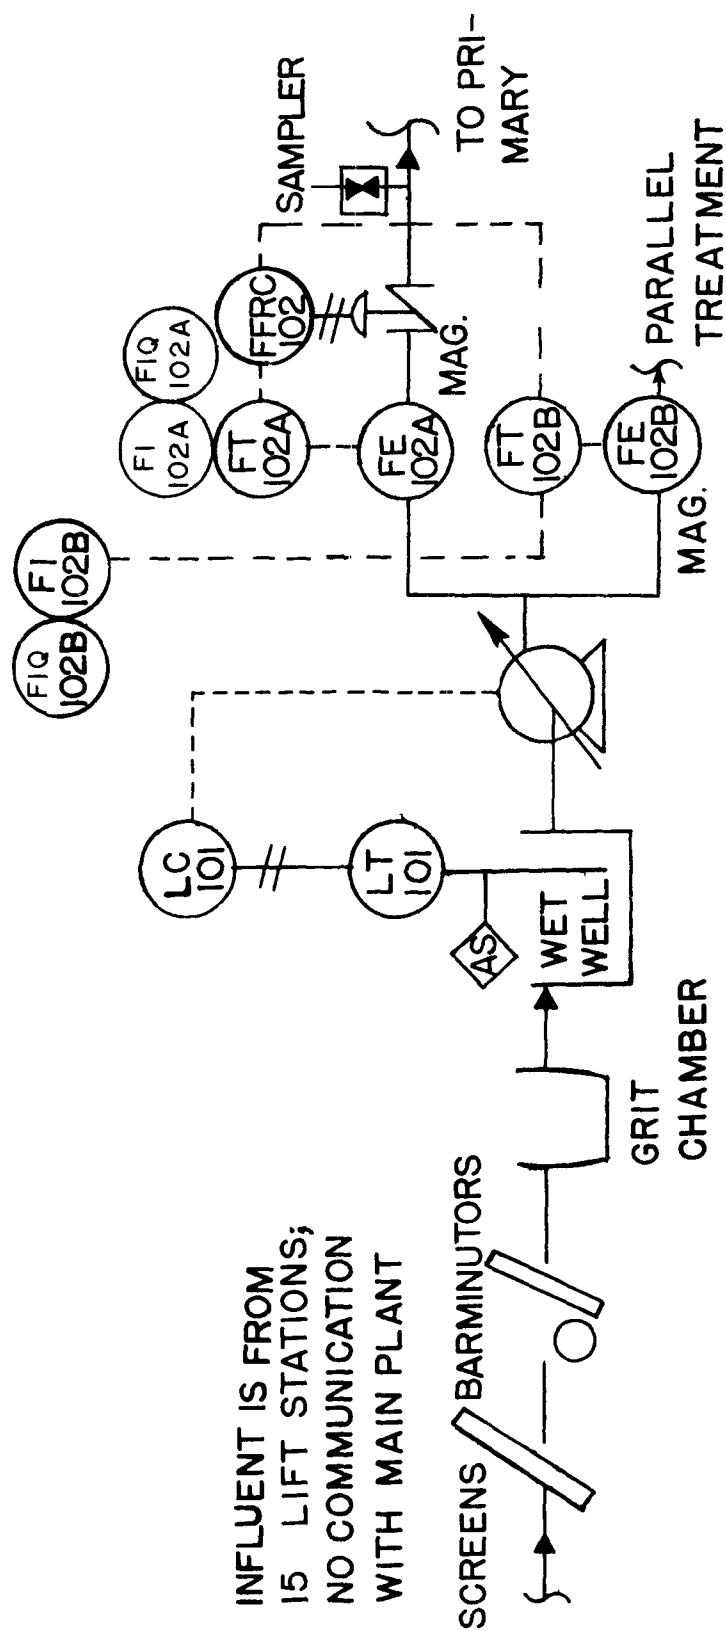 INFLUENT IS FROM
15 LIFT STATIONS;
NO COMMUNICATION
WITH MAIN PLANT
SCREENS BARMINUTORS
GRIT
CHAMBER
WET
WELL
AS
LT
101
LC
101
FIQ
102B
FI
102B
FI
102A
FIQ
102A
FT
102A
FFRC
102
FE
102A
MAG.
FT
102B
FE
102B
MAG.
SAMPLER
TO PRI-
MARY
PARALLEL
TREATMENT